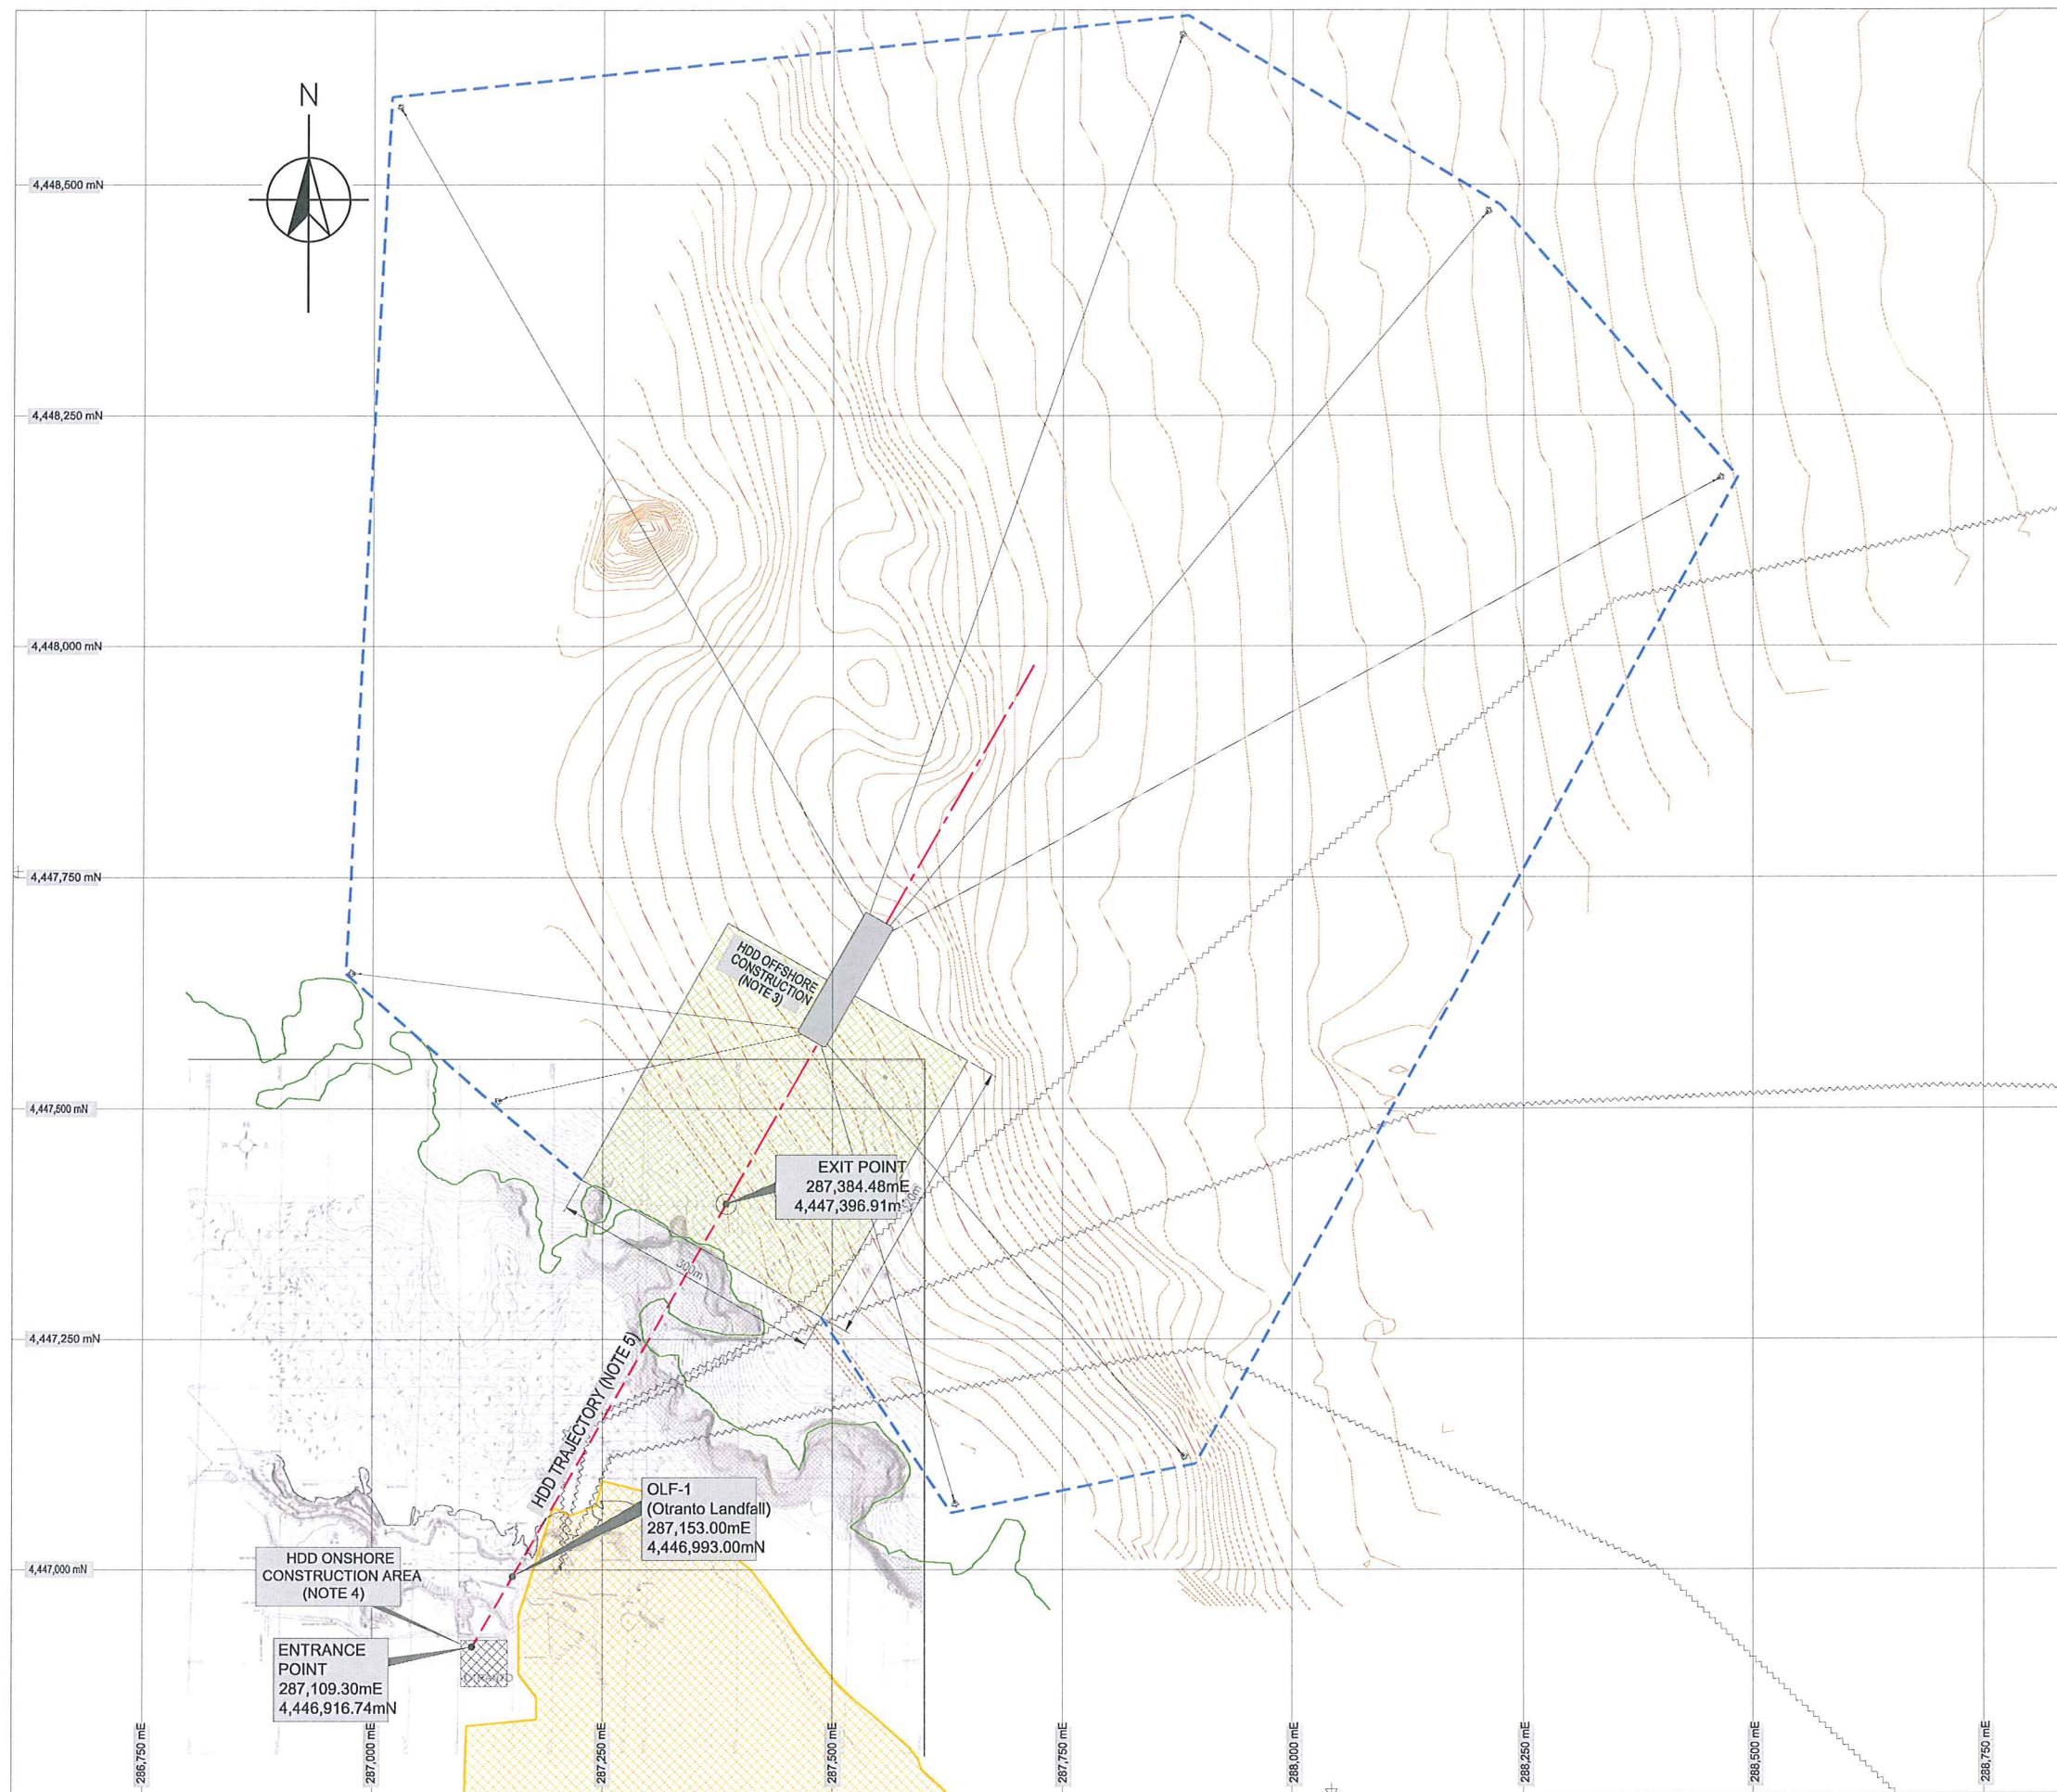 N
4,448,500 mN
4,448,250 mN
4,448,000 mN
4,447,750 mN
HDD OFFSHORE
CONSTRUCTION
(NOTE 3)
4,447,500 mN
EXIT POINT
287,384.48mE
4,447,396.91m
300m
4,447,250 mN
HDD TRAJECTORY (NOTE 5)
OLF-1
(Otranto Landfall)
287,153.00mE
4,446,993.00mN
4,447,000 mN
HDD ONSHORE
CONSTRUCTION AREA
(NOTE 4)
ENTRANCE
POINT
287,109.30mE
4,446,916.74mN
286,750 mE
287,000 mE
287,250 mE
287,500 mE
287,750 mE
288,000 mE
288,250 mE
288,500 mE
288,750 mE